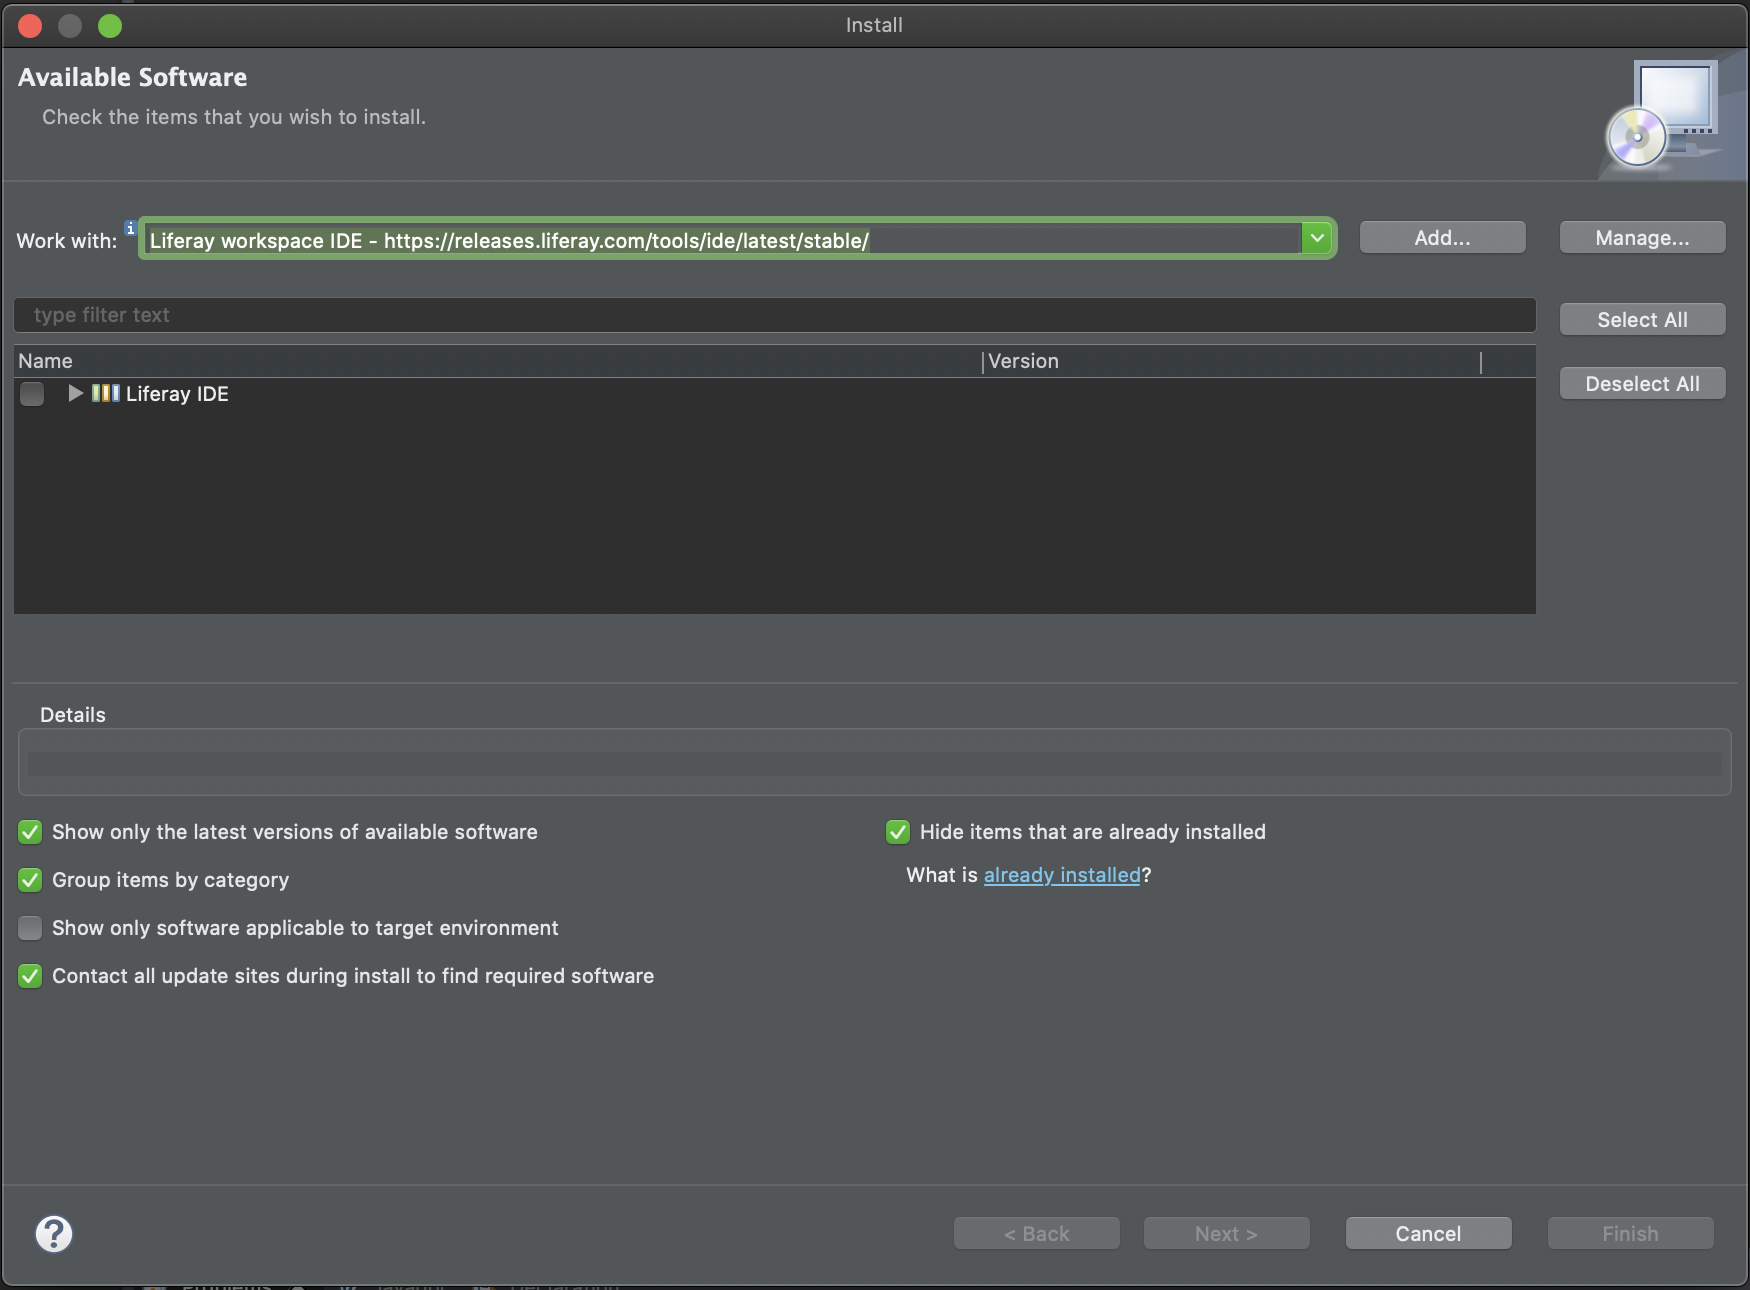 Install
Available Software
Check the items that you wish to install.
Work with: Liferay workspace IDE - https://releases.liferay.com/tools/ide/latest/stable/ Add... Manage...
type filter text
Select All
Name Version
Deselect All
Liferay IDE
Details
Show only the latest versions of available software
Hide items that are already installed
Group items by category
What is already installed?
Show only software applicable to target environment
Contact all update sites during install to find required software
? < Back Next > Cancel Finish